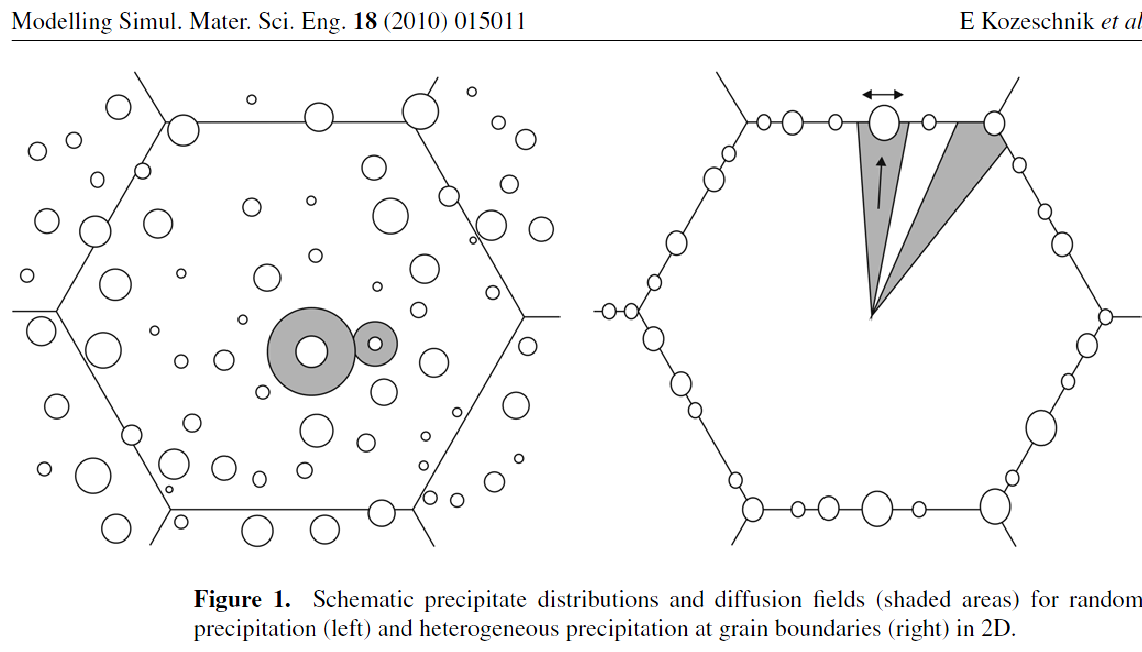 Modelling Simul. Mater. Sci. Eng. 18 (2010) 015011
E Kozeschnik et al
Figure 1. Schematic precipitate distributions and diffusion fields (shaded areas) for random
precipitation (left) and heterogeneous precipitation at grain boundaries (right) in 2D.